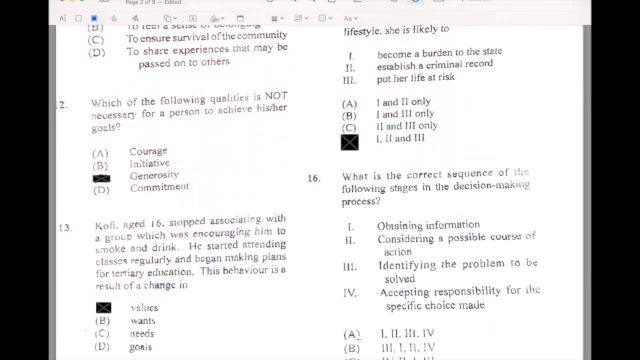 Page 2 of 8 – Edited
(B) To feel a sense of belonging
(C) To ensure survival of the community
(D) To share experiences that may be
passed on to others
12. Which of the following qualities is NOT
necessary for a person to achieve his/her
goals?
(A) Courage
(B) Initiative
Generosity
(D) Commitment
13. Kofi, aged 16, stopped associating with
a group which was encouraging him to
smoke and drink. He started attending
classes regularly and began making plans
for tertiary education. This behaviour is a
result of a change in
values
(B) wants
(C) needs
(D) goals
lifestyle, she is likely to
I. become a burden to the state
II. establish a criminal record
III. put her life at risk
(A) I and II only
(B) I and III only
(C) II and III only
I, II and III
16. What is the correct sequence of the
following stages in the decision-making
process?
I. Obtaining information
II. Considering a possible course of
action
III. Identifying the problem to be
solved
IV. Accepting responsibility for the
specific choice made
(A) I, II, III, IV
(B) III, I, II, IV